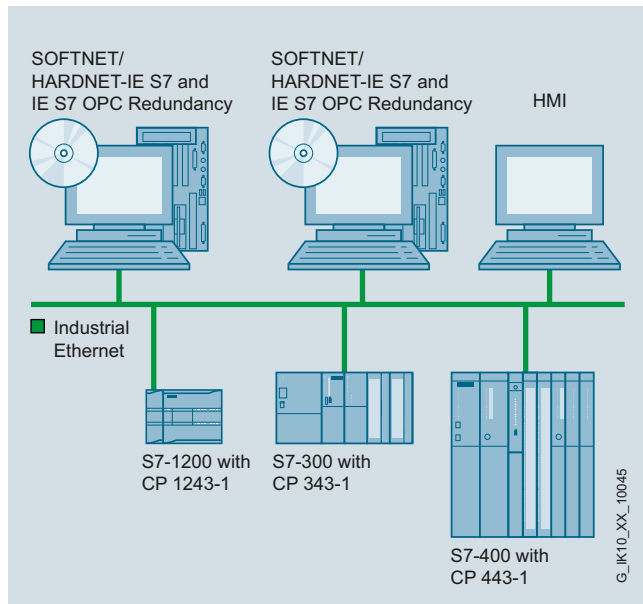 SOFTNET/
HARDNET-IE S7 and
IE S7 OPC Redundancy
SOFTNET/
HARDNET-IE S7 and
IE S7 OPC Redundancy
HMI
Industrial
Ethernet
S7-1200 with
CP 1243-1
S7-300 with
CP 343-1
S7-400 with
CP 443-1
G_IK10_XX_10045